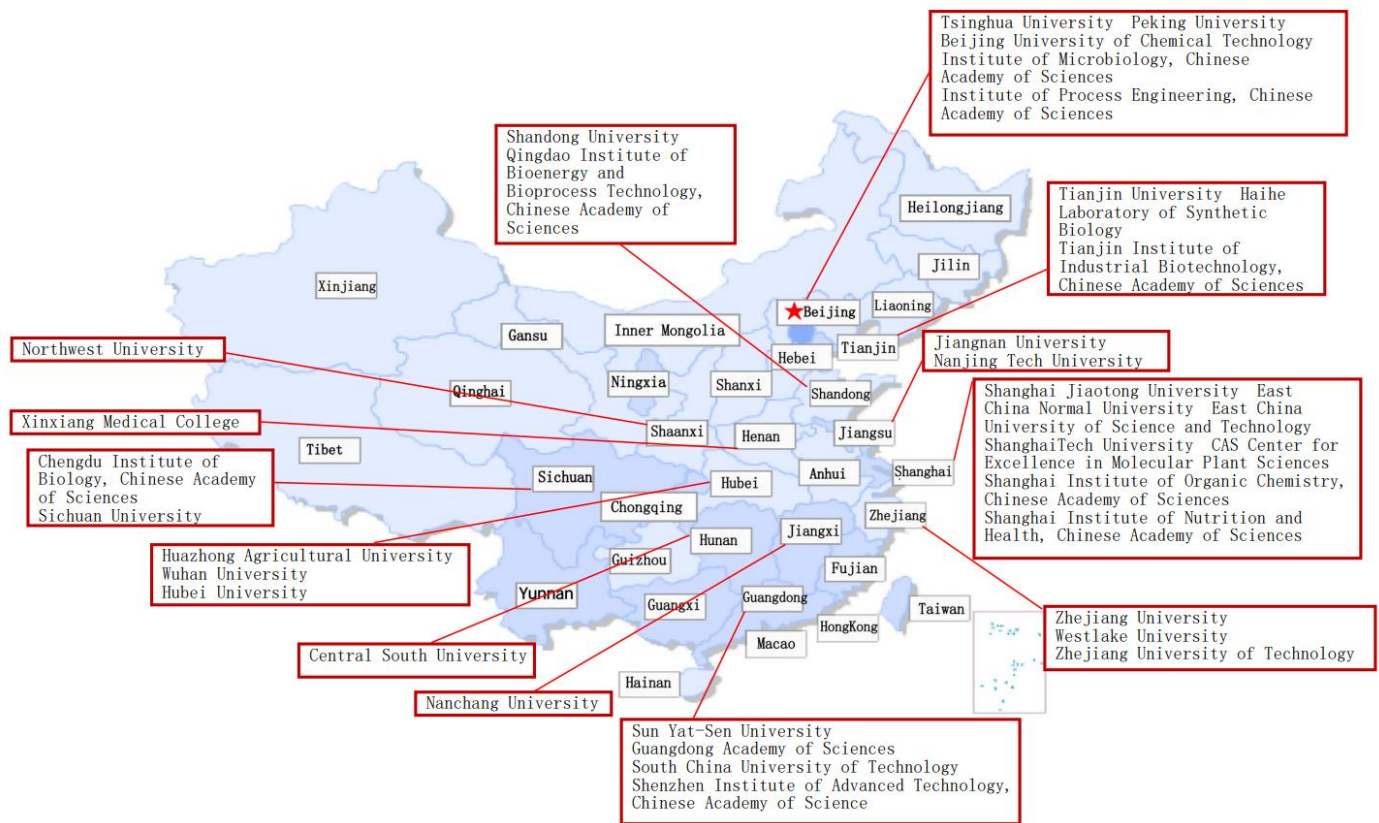 Tsinghua University  Peking University
Beijing University of Chemical Technology
Institute of Microbiology, Chinese
Academy of Sciences
Institute of Process Engineering, Chinese
Academy of Sciences
Shandong University
Qingdao Institute of
Bioenergy and
Bioprocess Technology,
Chinese Academy of
Sciences
Tianjin University  Haihe
Laboratory of Synthetic
Biology
Tianjin Institute of
Industrial Biotechnology,
Chinese Academy of Sciences
Heilongjiang
Jilin
Xinjiang
Liaoning
Beijing
Inner Mongolia
Gansu
Tianjin
Hebei
Jiangnan University
Nanjing Tech University
Northwest University
Ningxia
Shanxi
Qinghai
Shandong
Shanghai Jiaotong University  East
China Normal University  East China
University of Science and Technology
ShanghaiTech University  CAS Center for
Excellence in Molecular Plant Sciences
Shanghai Institute of Organic Chemistry,
Chinese Academy of Sciences
Shanghai Institute of Nutrition and
Health, Chinese Academy of Sciences
Xinxiang Medical College
Shaanxi
Henan
Jiangsu
Tibet
Chengdu Institute of
Biology, Chinese Academy
of Sciences
Sichuan University
Sichuan
Anhui
Shanghai
Hubei
Chongqing
Zhejiang
Huazhong Agricultural University
Wuhan University
Hubei University
Hunan
Jiangxi
Guizhou
Fujian
Yunnan
Guangxi
Guangdong
Taiwan
HongKong
Macao
Zhejiang University
Westlake University
Zhejiang University of Technology
Central South University
Hainan
Nanchang University
Sun Yat-Sen University
Guangdong Academy of Sciences
South China University of Technology
Shenzhen Institute of Advanced Technology,
Chinese Academy of Science